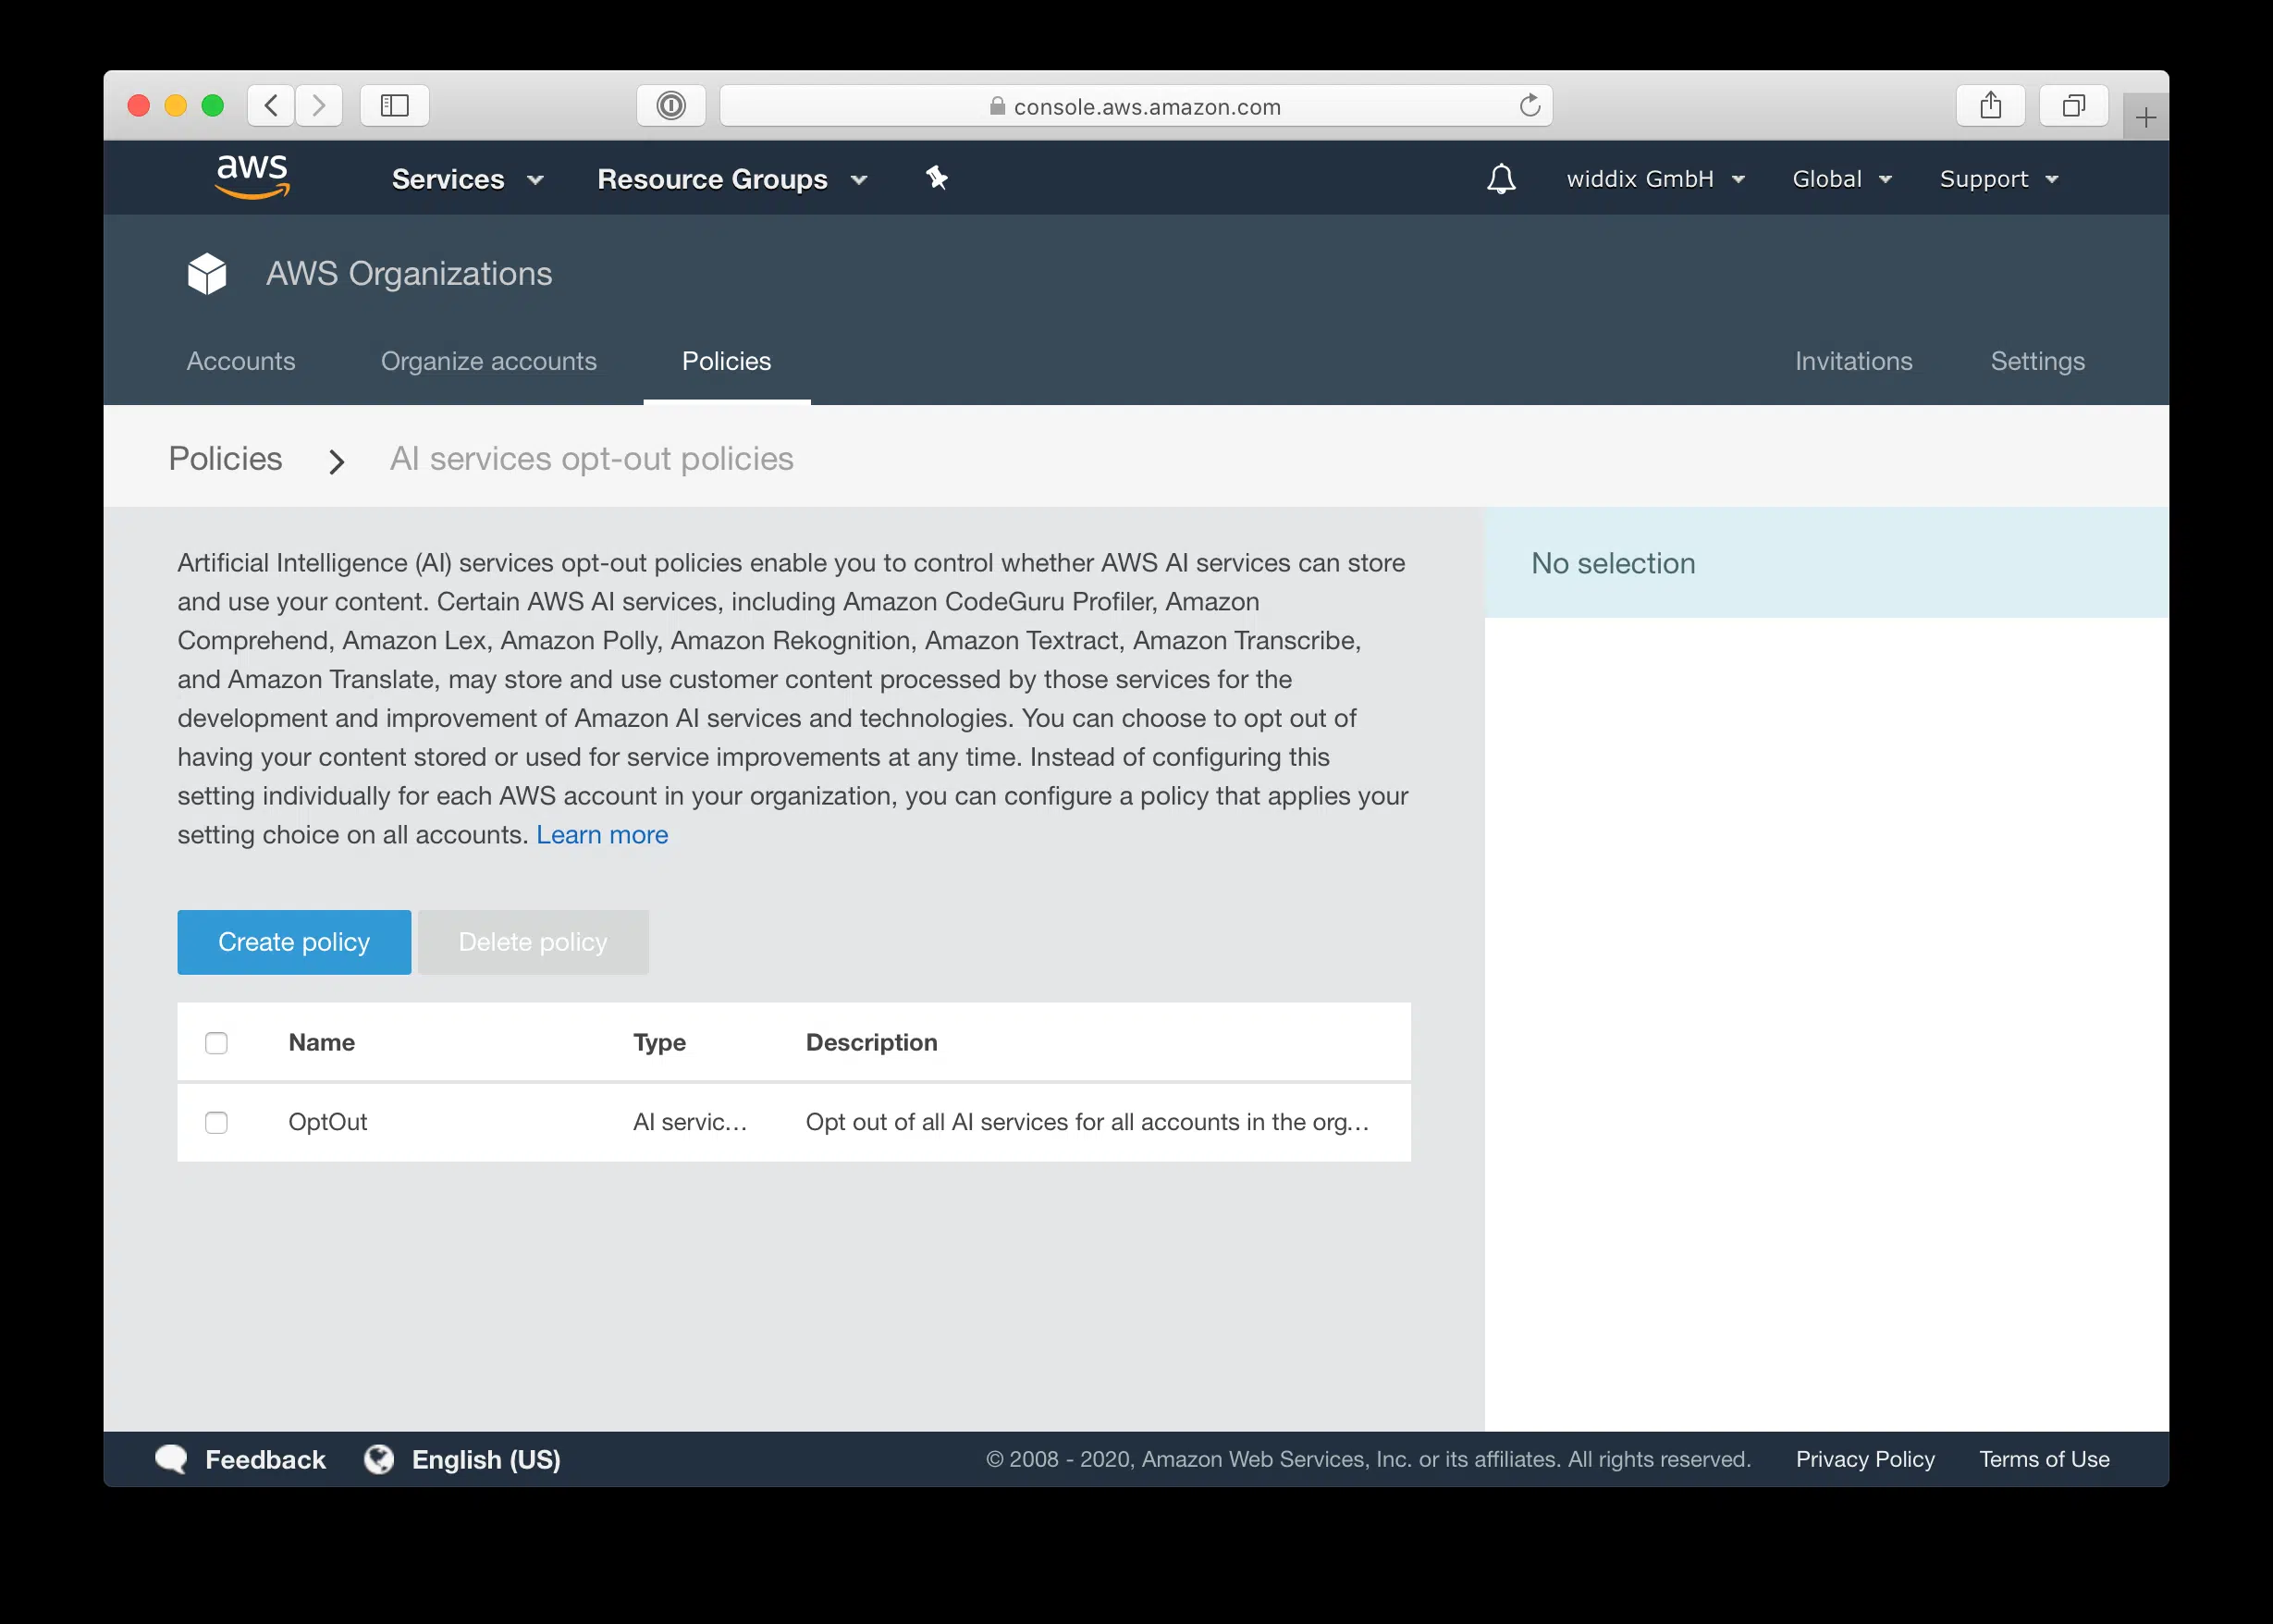 console.aws.amazon.com
aws Services Resource Groups widdix GmbH Global Support
AWS Organizations
Accounts Organize accounts Policies Invitations Settings
Policies AI services opt-out policies
Artificial Intelligence (AI) services opt-out policies enable you to control whether AWS AI services can store
and use your content. Certain AWS AI services, including Amazon CodeGuru Profiler, Amazon
Comprehend, Amazon Lex, Amazon Polly, Amazon Rekognition, Amazon Textract, Amazon Transcribe,
and Amazon Translate, may store and use customer content processed by those services for the
development and improvement of Amazon AI services and technologies. You can choose to opt out of
having your content stored or used for service improvements at any time. Instead of configuring this
setting individually for each AWS account in your organization, you can configure a policy that applies your
setting choice on all accounts. Learn more
No selection
Create policy Delete policy
Name Type Description
OptOut AI servic... Opt out of all AI services for all accounts in the org...
Feedback English (US) © 2008 - 2020, Amazon Web Services, Inc. or its affiliates. All rights reserved. Privacy Policy Terms of Use